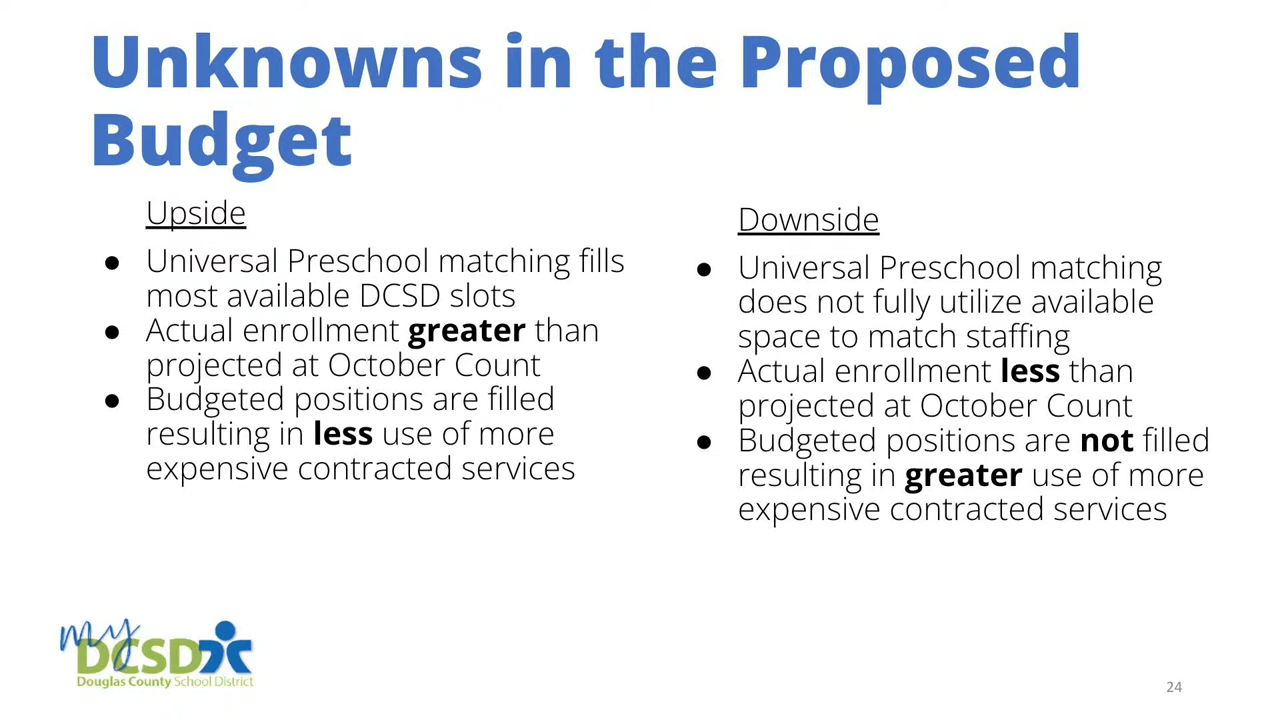 Unknowns in the Proposed
Budget
Upside
● Universal Preschool matching fills
most available DCSD slots
● Actual enrollment greater than
projected at October Count
● Budgeted positions are filled
resulting in less use of more
expensive contracted services
Downside
● Universal Preschool matching
does not fully utilize available
space to match staffing
● Actual enrollment less than
projected at October Count
● Budgeted positions are not filled
resulting in greater use of more
expensive contracted services
my
DCSD
Douglas County School District
24